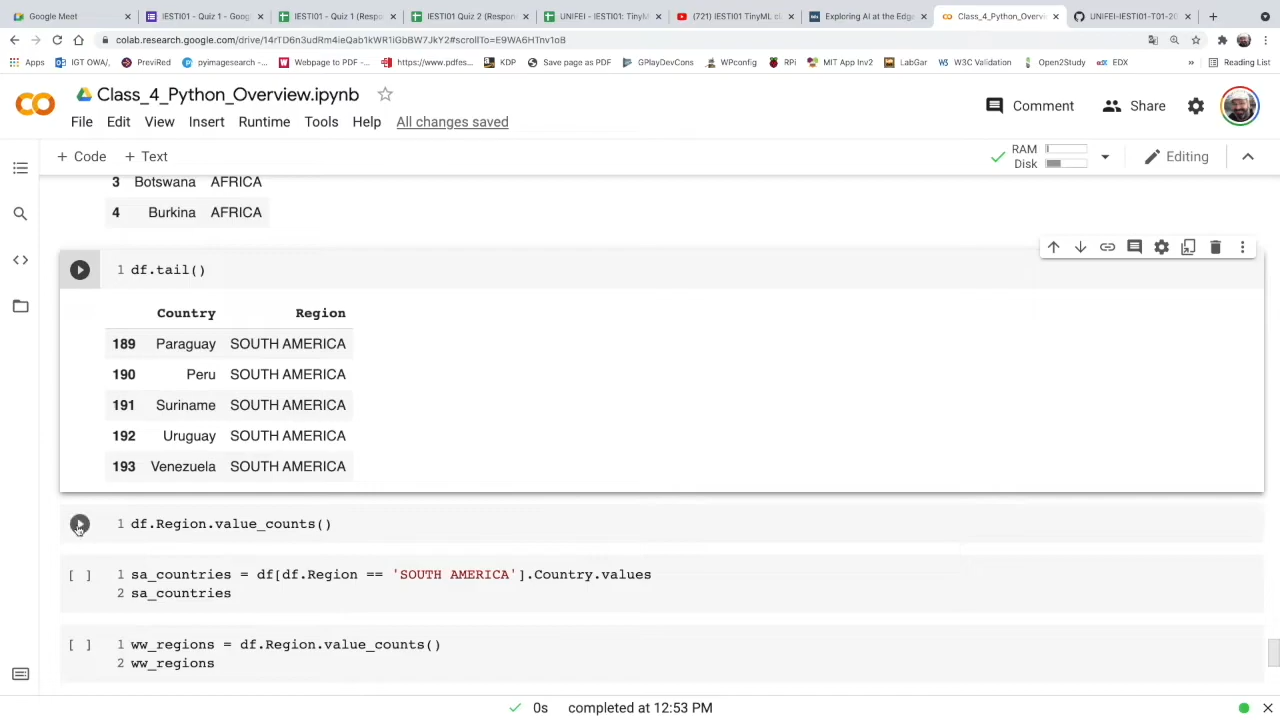 Google Meet
IESTI01 - Quiz 1 - Goog
IESTI01 - Quiz 1 (Respo
IESTI01 Quiz 2 (Respon
UNIFEI - IESTI01: TinyM
(721) IESTI01 TinyML cl
Exploring AI at the Edge
Class_4_Python_Overvie
UNIFEI-IESTI01-T01-20
colab.research.google.com/drive/14rTD6n3udRm4ieQab1kWR1iGbBW7JkY2#scrollTo=E9WA6HTnv1oB
Apps
IGT OWA/,
PreviRed
pyimagesearch -...
Webpage to PDF -...
https://www.pdfes...
KDP
Save page as PDF
GPlayDevCons
WPconfig
RPi
MIT App Inv2
LabGar
W3C Validation
Open2Study
EDX
»
Reading List
Class_4_Python_Overview.ipynb
Comment
Share
File Edit View Insert Runtime Tools Help All changes saved
+ Code + Text
RAM
Disk
Editing
3 Botswana AFRICA
4 Burkina AFRICA
1 df.tail()
Country Region
189 Paraguay SOUTH AMERICA
190 Peru SOUTH AMERICA
191 Suriname SOUTH AMERICA
192 Uruguay SOUTH AMERICA
193 Venezuela SOUTH AMERICA
1 df.Region.value_counts()
[ ] 1 sa_countries = df[df.Region == 'SOUTH AMERICA'].Country.values
2 sa_countries
[ ] 1 ww_regions = df.Region.value_counts()
2 ww_regions
0s completed at 12:53 PM